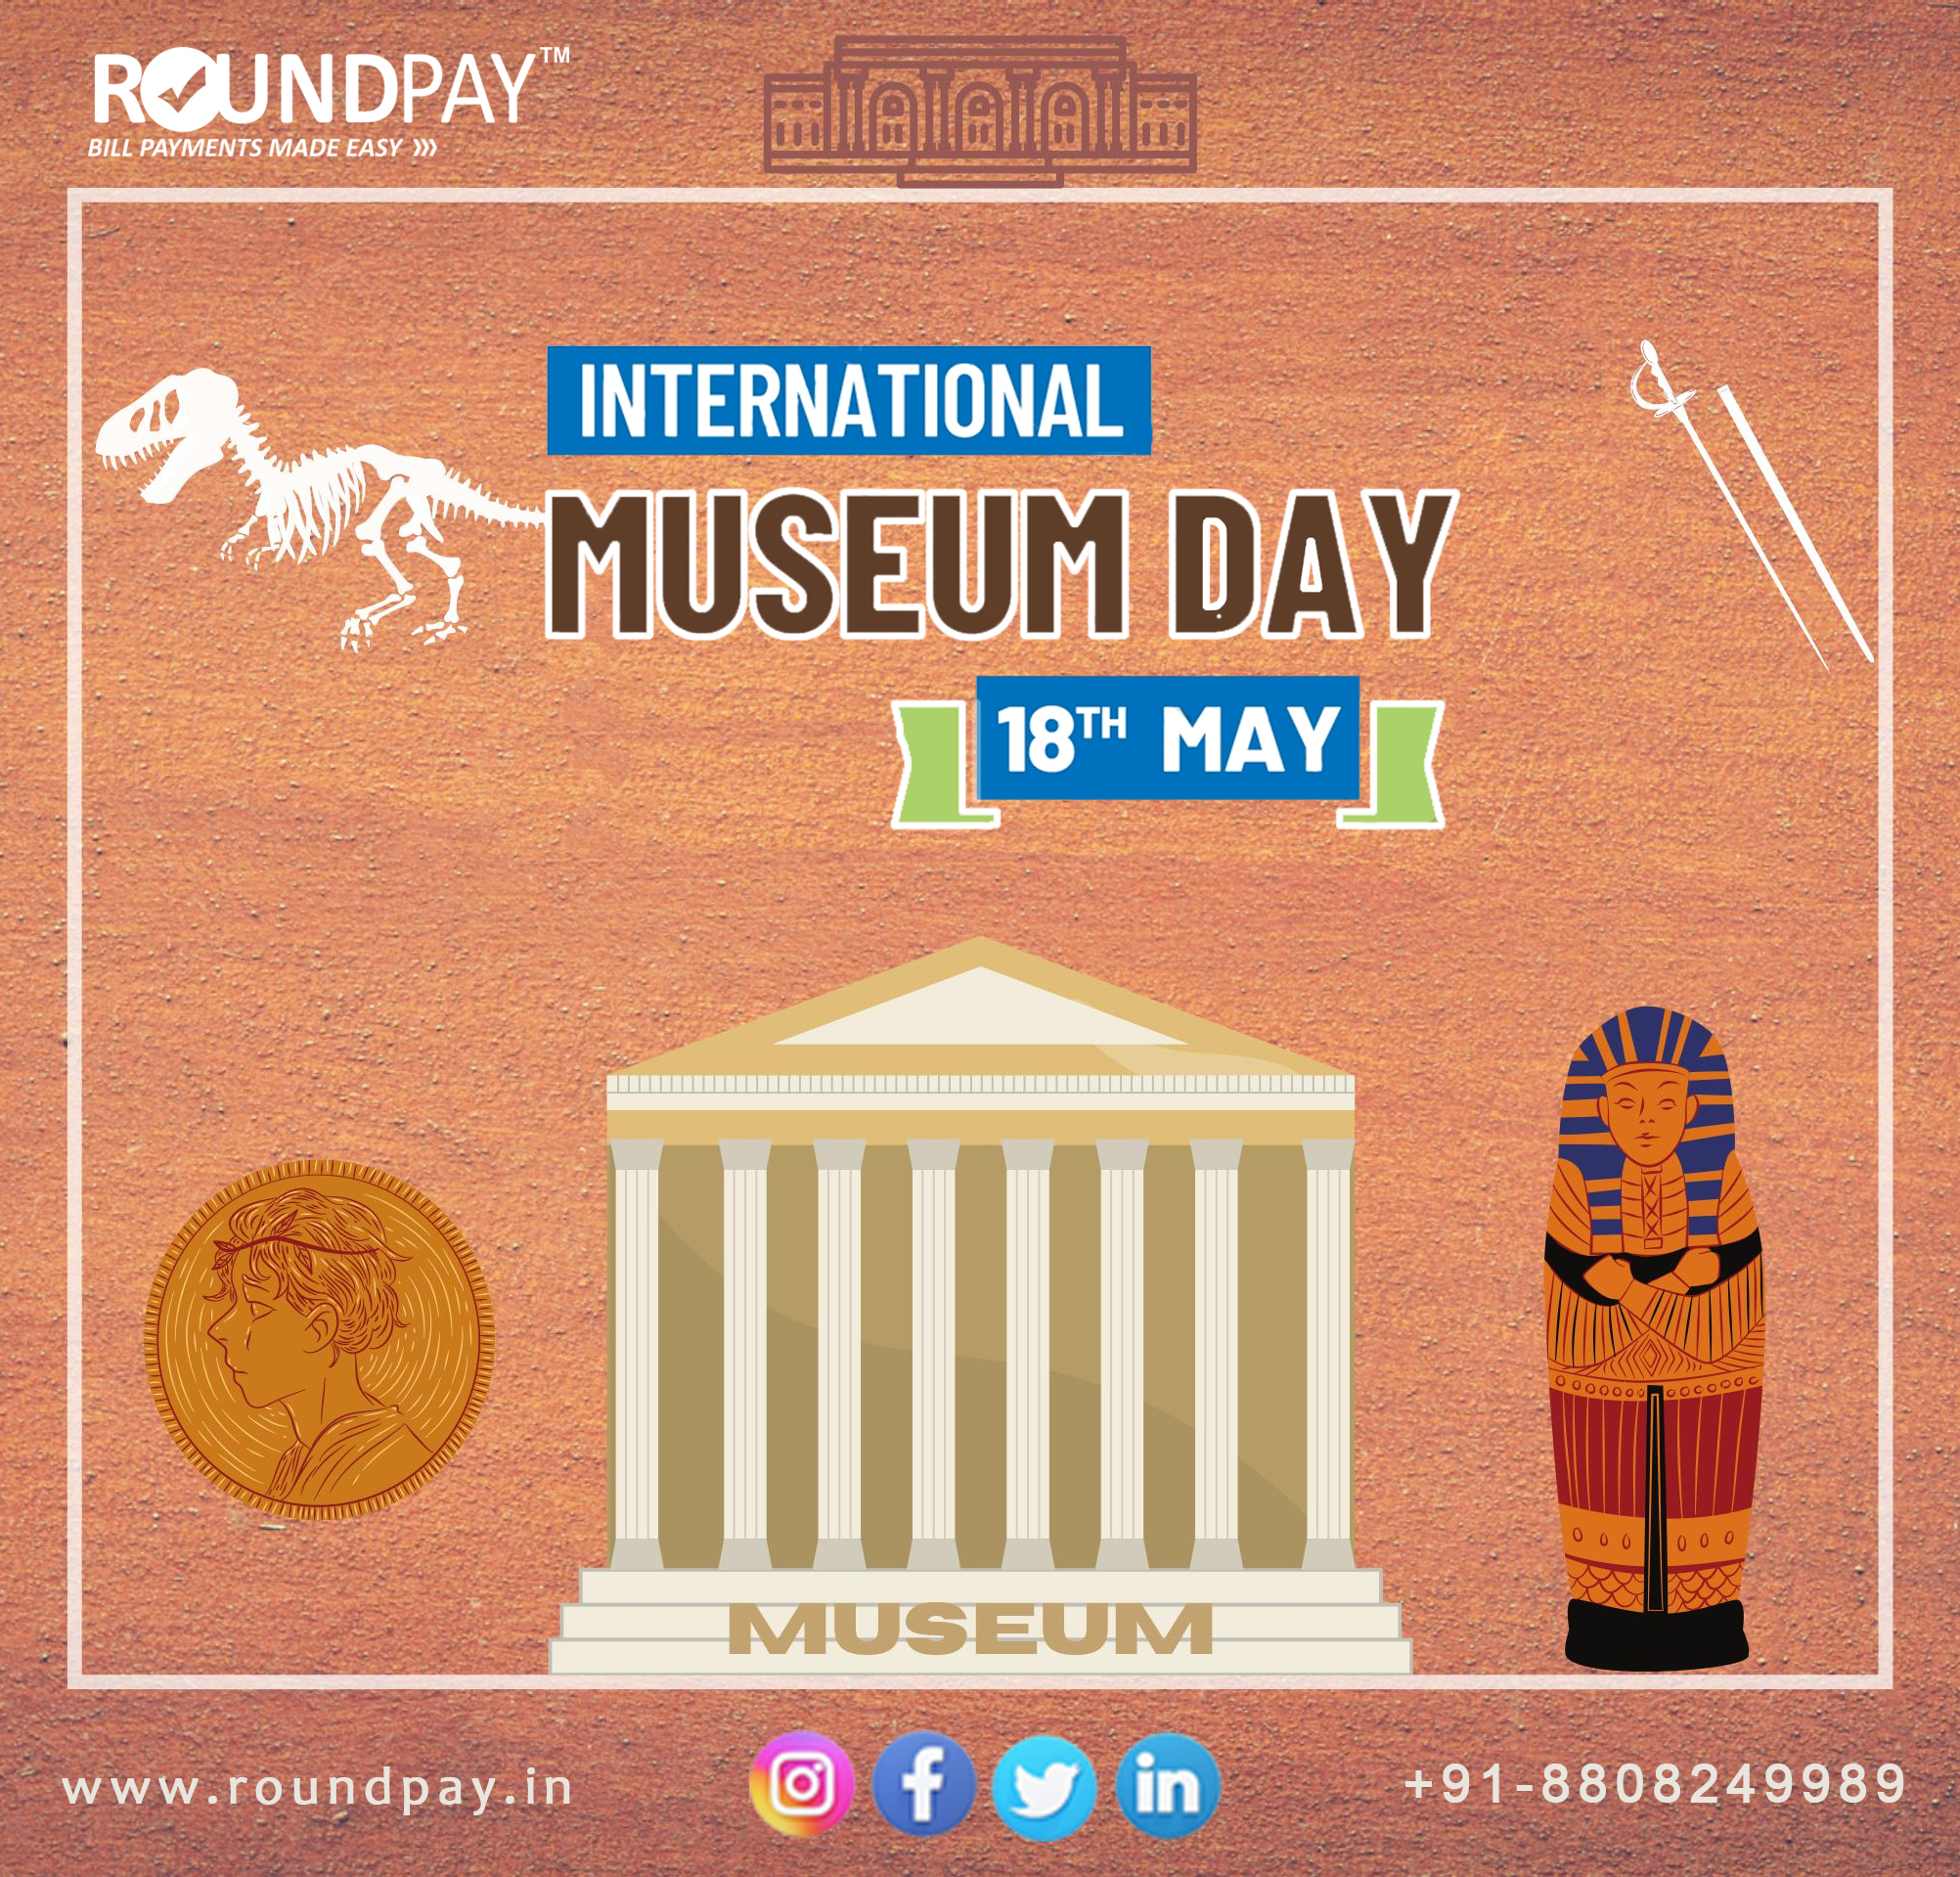 ROUNDPAY™
BILL PAYMENTS MADE EASY »»
INTERNATIONAL
MUSEUM DAY
18TH MAY
MUSEUM
www.roundpay.in
+91-8808249989